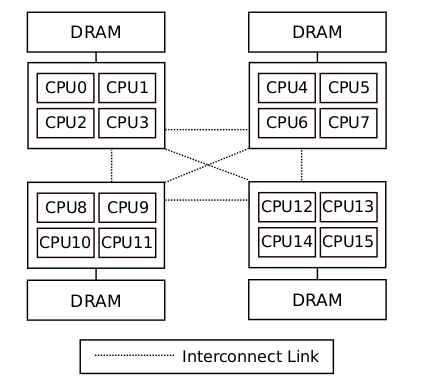 DRAM DRAM
CPU0 CPU1 CPU4 CPU5
CPU2 CPU3 CPU6 CPU7
CPU8 CPU9 CPU12 CPU13
CPU10 CPU11 CPU14 CPU15
DRAM DRAM
Interconnect Link